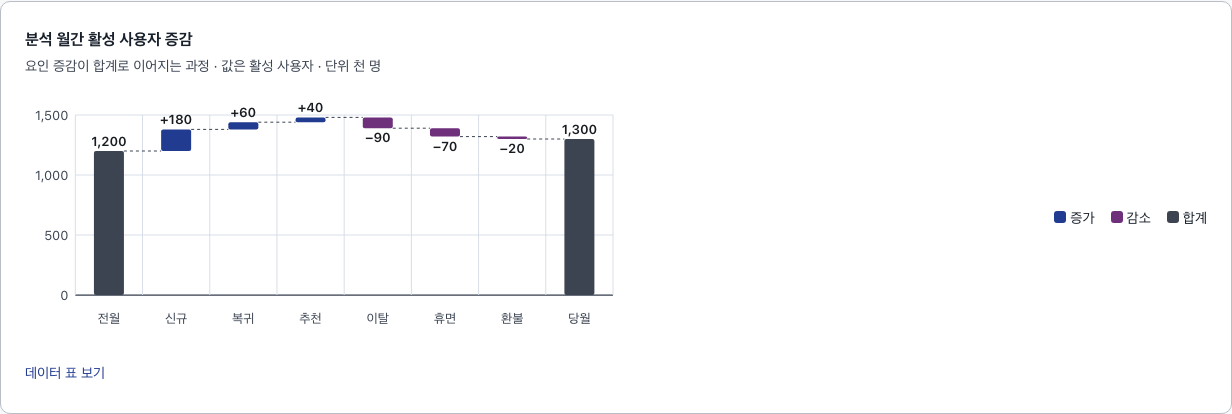 분석 월간 활성 사용자 증감
요인 증감이 합계로 이어지는 과정 · 값은 활성 사용자 · 단위 천 명
1,500
1,000
500
0
1,200
+180
+60
+40
−90
−70
−20
1,300
전월
신규
복귀
추천
이탈
휴면
환불
당월
증가
감소
합계
데이터 표 보기